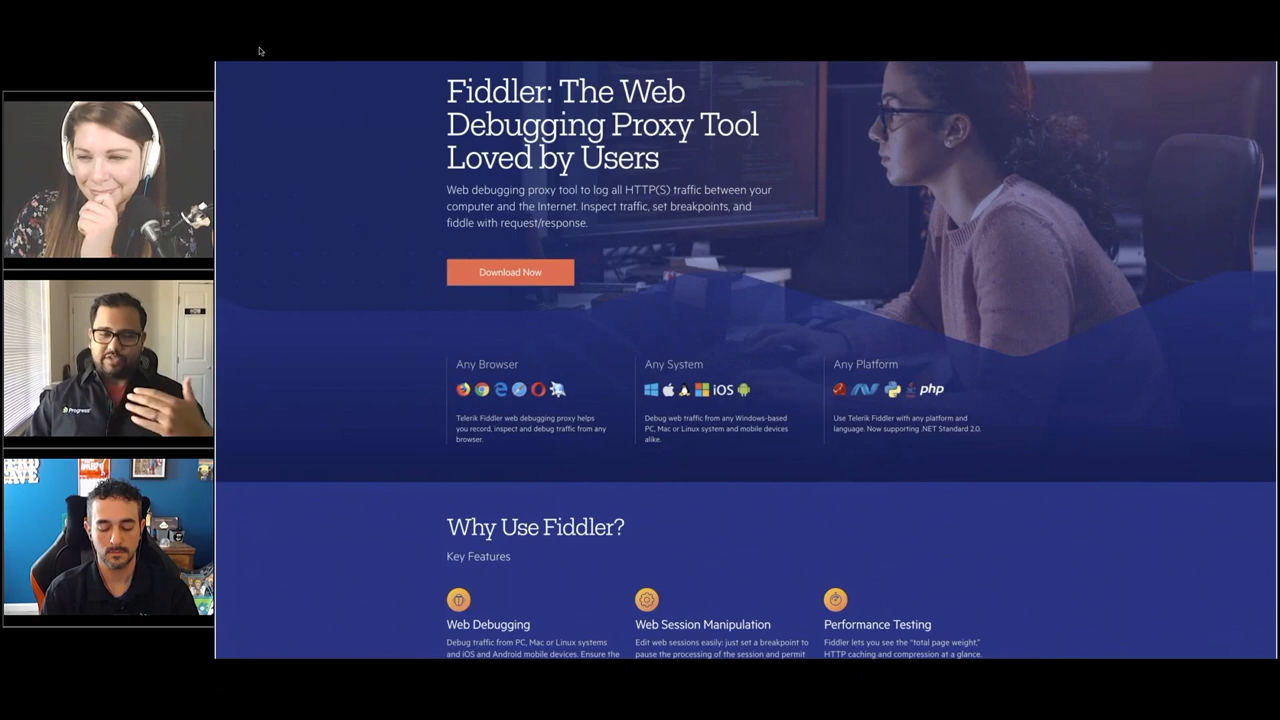 Fiddler: The Web
Debugging Proxy Tool
Loved by Users
Web debugging proxy tool to log all HTTP(S) traffic between your
computer and the Internet. Inspect traffic, set breakpoints, and
fiddle with request/response.
Download Now
Any Browser
Telerik Fiddler web debugging proxy helps
you record, inspect and debug traffic from any
browser.
Any System
iOS
Debug web traffic from any Windows-based
PC, Mac or Linux system and mobile devices
alike.
Any Platform
php
Use Telerik Fiddler with any platform and
language. Now supporting .NET Standard 2.0.
Why Use Fiddler?
Key Features
Web Debugging
Debug traffic from PC, Mac or Linux systems
and iOS and Android mobile devices. Ensure the
Web Session Manipulation
Edit web sessions easily: just set a breakpoint to
pause the processing of the session and permit
Performance Testing
Fiddler lets you see the "total page weight,"
HTTP caching and compression at a glance.
Progress